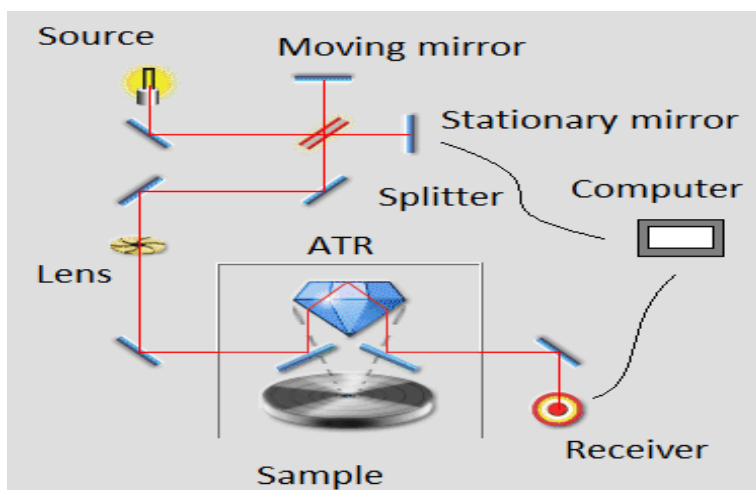 Source
Moving mirror
Stationary mirror
Splitter
Computer
Lens
ATR
Receiver
Sample